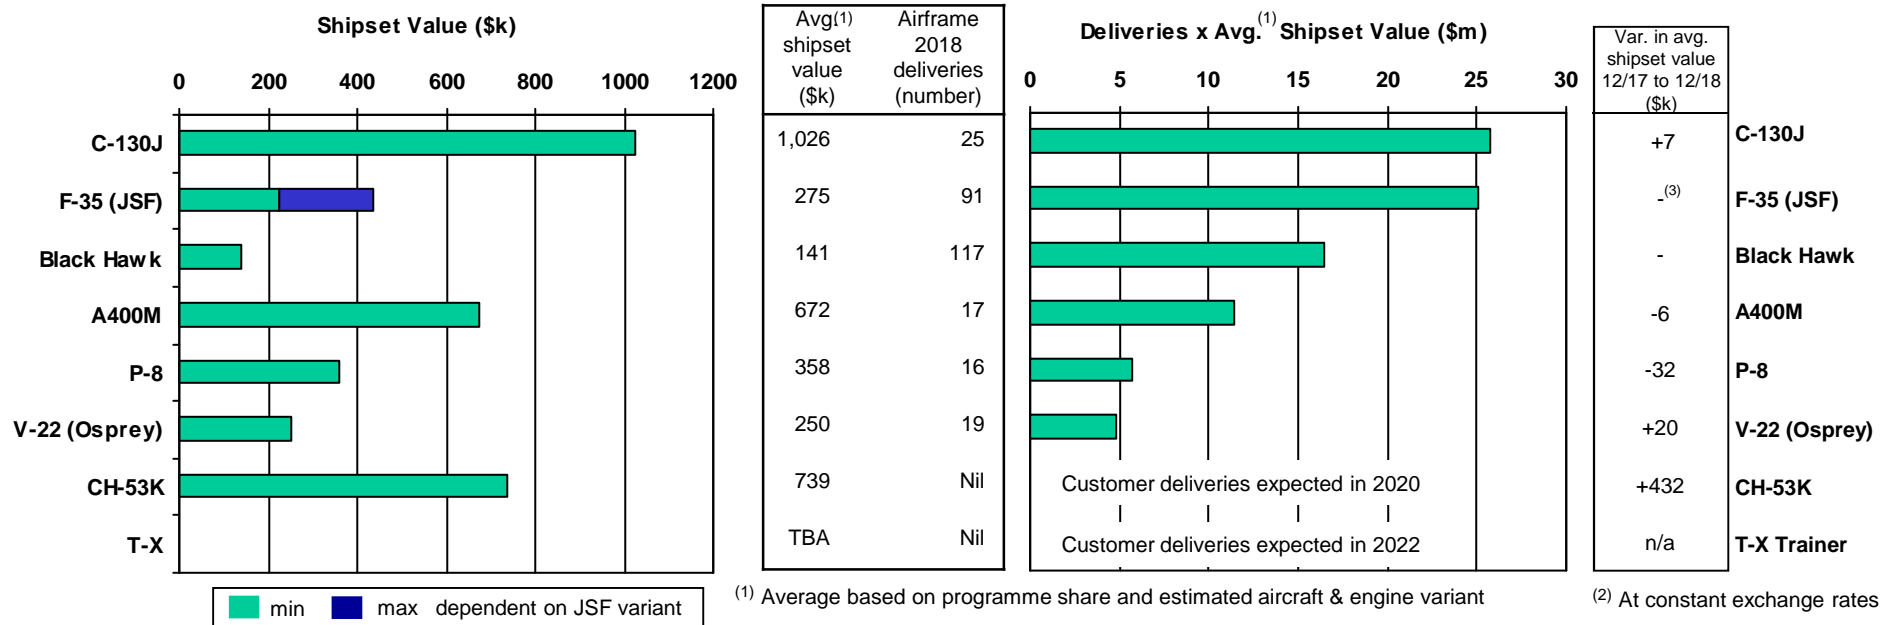 Shipset Value ($k)
0 200 400 600 800 1000 1200
C-130J
F-35 (JSF)
Black Hawk
A400M
P-8
V-22 (Osprey)
CH-53K
T-X
min max dependent on JSF variant
Avg.(1) shipset value ($k)
Airframe 2018 deliveries (number)
1,026 25
275 91
141 117
672 17
358 16
250 19
739 Nil
TBA Nil
Deliveries x Avg.(1) Shipset Value ($m)
0 5 10 15 20 25 30
Customer deliveries expected in 2020
Customer deliveries expected in 2022
(1) Average based on programme share and estimated aircraft & engine variant
Var. in avg.
shipset value
12/17 to 12/18
($k)
+7 C-130J
-(3) F-35 (JSF)
- Black Hawk
-6 A400M
-32 P-8
+20 V-22 (Osprey)
+432 CH-53K
n/a T-X Trainer
(2) At constant exchange rates